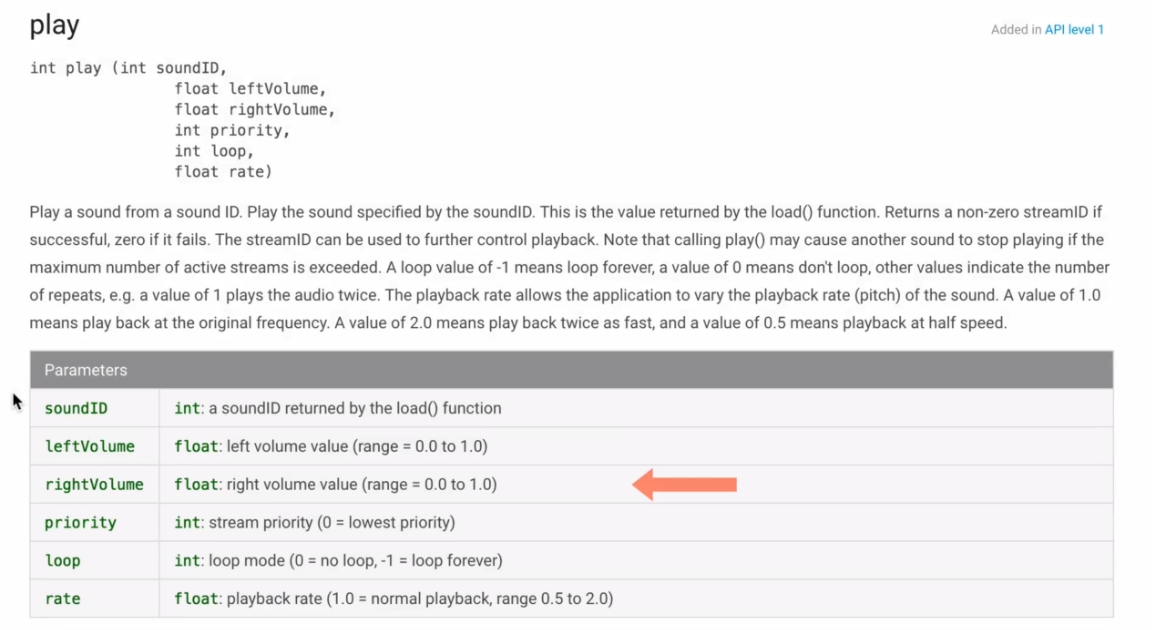 play
Added in API level 1
int play (int soundID,
float leftVolume,
float rightVolume,
int priority,
int loop,
float rate)
Play a sound from a sound ID. Play the sound specified by the soundID. This is the value returned by the load() function. Returns a non-zero streamID if
successful, zero if it fails. The streamID can be used to further control playback. Note that calling play() may cause another sound to stop playing if the
maximum number of active streams is exceeded. A loop value of -1 means loop forever, a value of 0 means don't loop, other values indicate the number
of repeats, e.g. a value of 1 plays the audio twice. The playback rate allows the application to vary the playback rate (pitch) of the sound. A value of 1.0
means play back at the original frequency. A value of 2.0 means play back twice as fast, and a value of 0.5 means playback at half speed.
Parameters
soundID int: a soundID returned by the load() function
leftVolume float: left volume value (range = 0.0 to 1.0)
rightVolume float: right volume value (range = 0.0 to 1.0)
priority int: stream priority (0 = lowest priority)
loop int: loop mode (0 = no loop, -1 = loop forever)
rate float: playback rate (1.0 = normal playback, range 0.5 to 2.0)